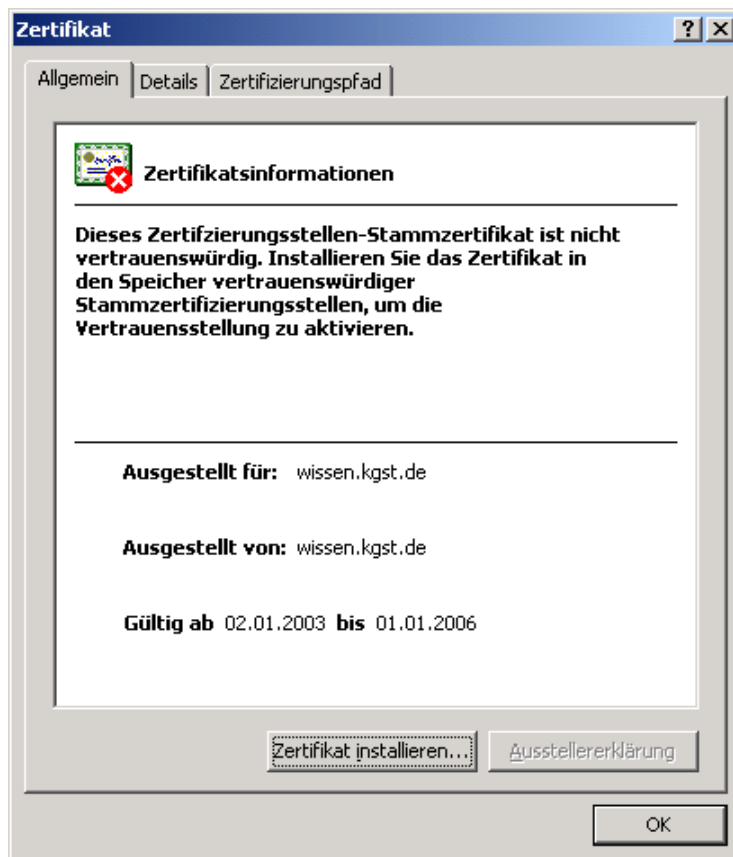 Zertifikat
Allgemein Details Zertifizierungspfad
Zertifikatsinformationen
Dieses Zertifzierungsstellen-Stammzertifikat ist nicht
vertrauenswürdig. Installieren Sie das Zertifikat in
den Speicher vertrauenswürdiger
Stammzertifizierungsstellen, um die
Vertrauensstellung zu aktivieren.
Ausgestellt für: wissen.kgst.de
Ausgestellt von: wissen.kgst.de
Gültig ab 02.01.2003 bis 01.01.2006
Zertifikat installieren... Ausstellererklärung
OK